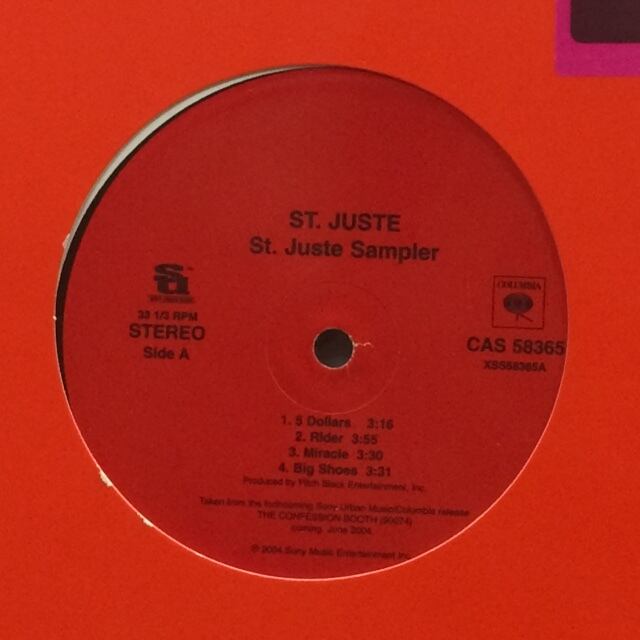 ST. JUSTE
St. Juste Sampler
33 1/3 RPM
STEREO
Side A
COLUMBIA
CAS 58365
XSS58365A
1. 5 Dollars 3:16
2. Rider 3:55
3. Miracle 3:30
4. Big Shoes 3:31
Produced by Pitch Black Entertainment, Inc.
Taken from the forthcoming Sony Urban Music/Columbia release
THE CONFESSION BOOTH (90074)
coming, June 2004
℗ 2004 Sony Music Entertainment Inc.